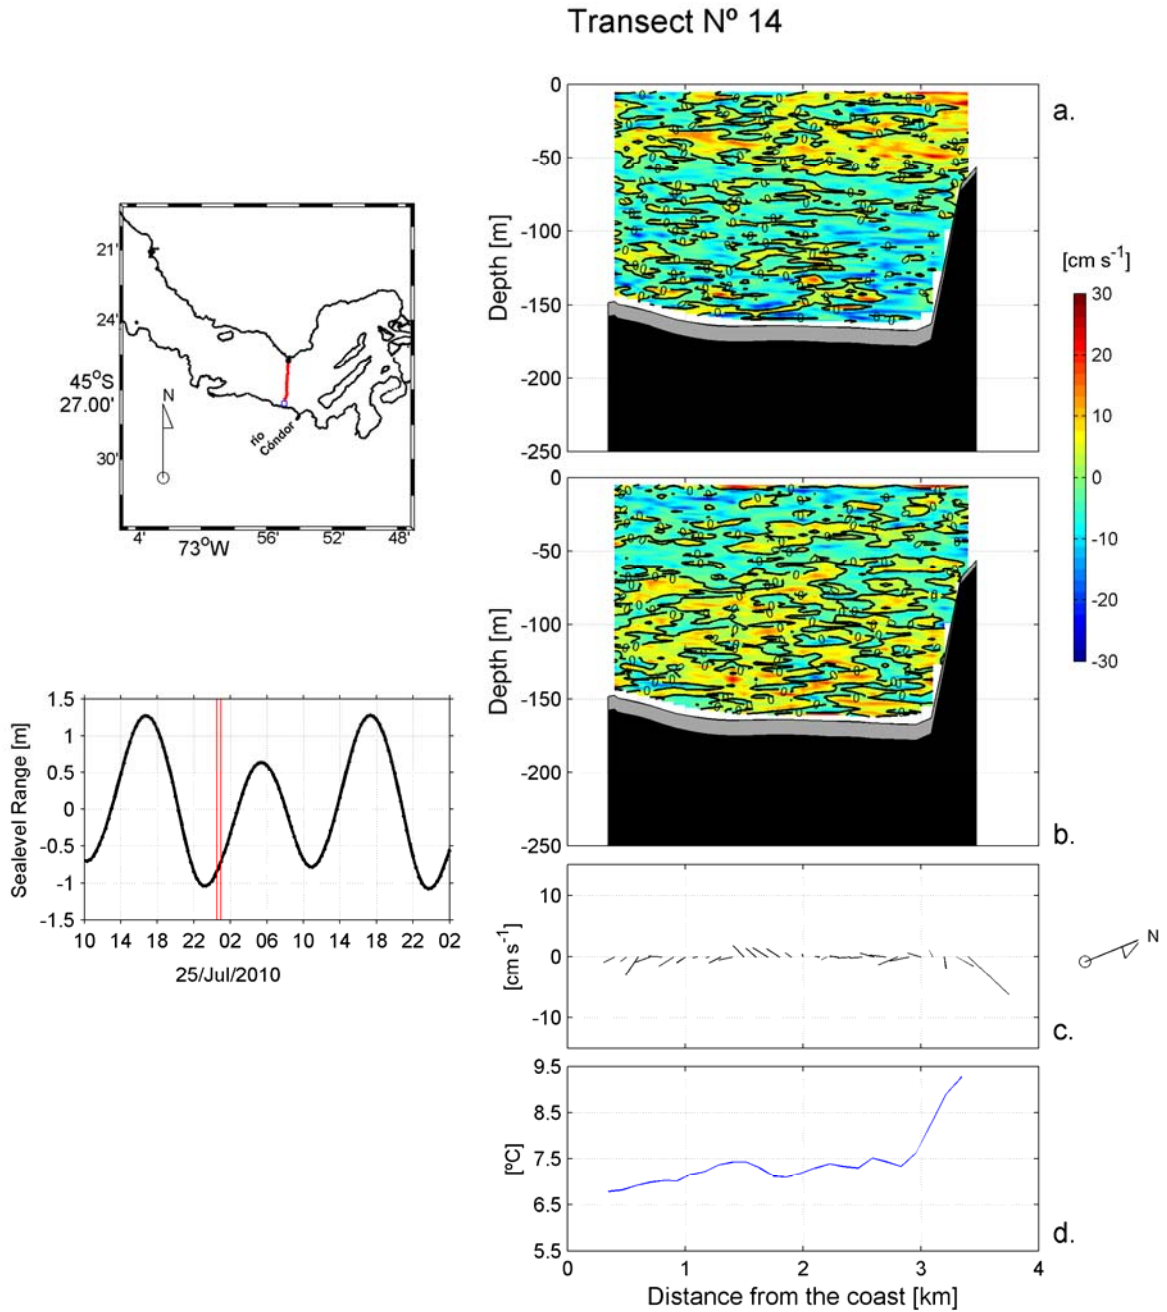 Transect Nº 14
0
-50
-100
-150
-200
-250
Depth [m]
a.
21'
24'
45°S
27.00'
30'
N
río
Cóndor
4'
73°W
56'
52'
48'
[cm s⁻¹]
30
20
10
0
-10
-20
-30
0
-50
-100
-150
-200
-250
Depth [m]
b.
1.5
1
0.5
0
-0.5
-1
-1.5
Sealevel Range [m]
10 14 18 22 02 06 10 14 18 22 02
25/Jul/2010
10
0
-10
[cm s⁻¹]
N
c.
9.5
8.5
7.5
6.5
5.5
[ºC]
d.
0 1 2 3 4
Distance from the coast [km]